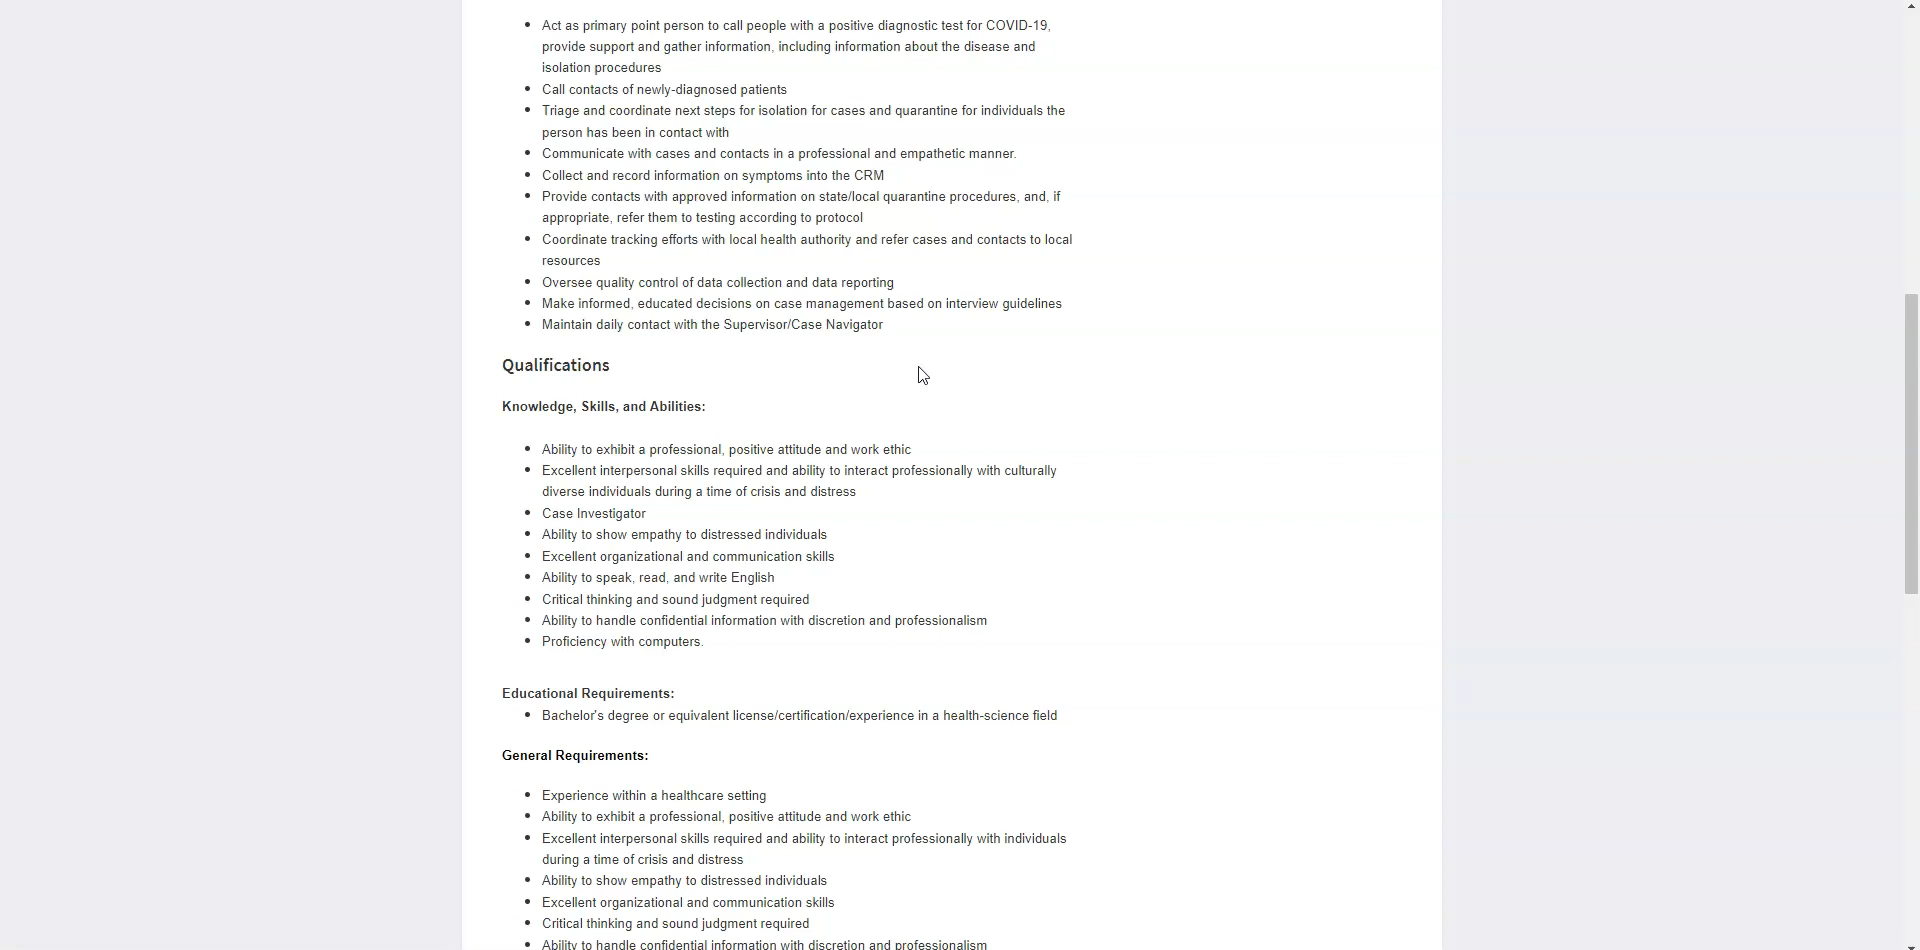 Act as primary point person to call people with a positive diagnostic test for COVID-19,
provide support and gather information, including information about the disease and
isolation procedures
Call contacts of newly-diagnosed patients
Triage and coordinate next steps for isolation for cases and quarantine for individuals the
person has been in contact with
Communicate with cases and contacts in a professional and empathetic manner.
Collect and record information on symptoms into the CRM
Provide contacts with approved information on state/local quarantine procedures, and, if
appropriate, refer them to testing according to protocol
Coordinate tracking efforts with local health authority and refer cases and contacts to local
resources
Oversee quality control of data collection and data reporting
Make informed, educated decisions on case management based on interview guidelines
Maintain daily contact with the Supervisor/Case Navigator
Qualifications
Knowledge, Skills, and Abilities:
Ability to exhibit a professional, positive attitude and work ethic
Excellent interpersonal skills required and ability to interact professionally with culturally
diverse individuals during a time of crisis and distress
Case Investigator
Ability to show empathy to distressed individuals
Excellent organizational and communication skills
Ability to speak, read, and write English
Critical thinking and sound judgment required
Ability to handle confidential information with discretion and professionalism
Proficiency with computers.
Educational Requirements:
Bachelor's degree or equivalent license/certification/experience in a health-science field
General Requirements:
Experience within a healthcare setting
Ability to exhibit a professional, positive attitude and work ethic
Excellent interpersonal skills required and ability to interact professionally with individuals
during a time of crisis and distress
Ability to show empathy to distressed individuals
Excellent organizational and communication skills
Critical thinking and sound judgment required
Ability to handle confidential information with discretion and professionalism